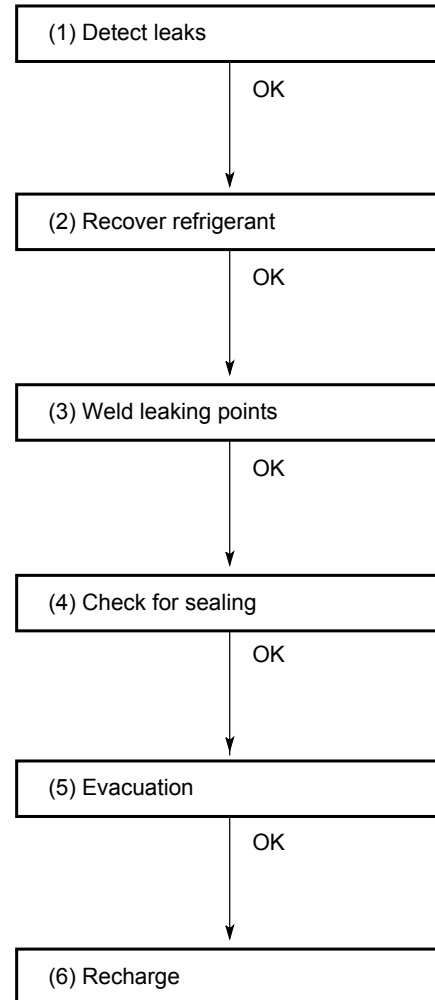 (1) Detect leaks
OK
(2) Recover refrigerant
OK
(3) Weld leaking points
OK
(4) Check for sealing
OK
(5) Evacuation
OK
(6) Recharge